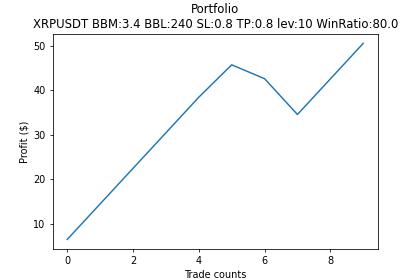 Portfolio
XRPUSDT BBM:3.4 BBL:240 SL:0.8 TP:0.8 lev:10 WinRatio:80.0
50
40
30
20
10
Profit ($)
0 2 4 6 8
Trade counts